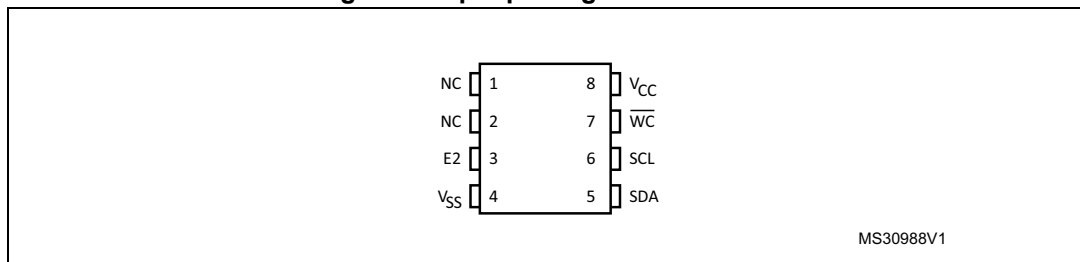 NC 1 8 VCC
NC 2 7 WC
E2 3 6 SCL
VSS 4 5 SDA
MS30988V1